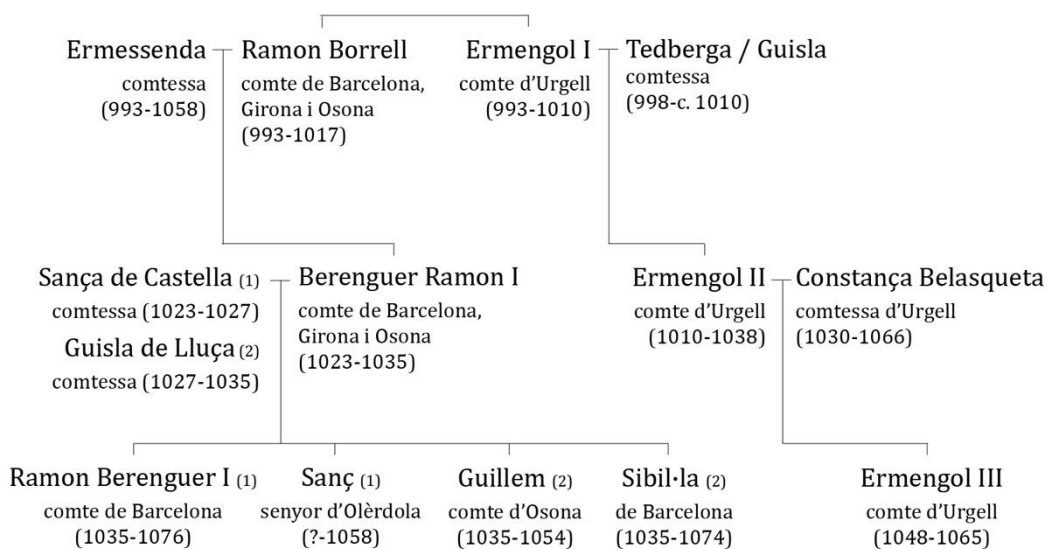 Ermessenda
comtessa
(993-1058)
Ramon Borrell
comte de Barcelona,
Girona i Osona
(993-1017)
Ermengol I
comte d'Urgell
(993-1010)
Tedberga / Guisla
comtessa
(998-c. 1010)
Sança de Castella (1)
comtessa (1023-1027)
Guisla de Lluça (2)
comtessa (1027-1035)
Berenguer Ramon I
comte de Barcelona,
Girona i Osona
(1023-1035)
Ermengol II
comte d'Urgell
(1010-1038)
Constança Belasqueta
comtessa d'Urgell
(1030-1066)
Ramon Berenguer I (1)
comte de Barcelona
(1035-1076)
Sanç (1)
senyor d'Olèrdola
(?-1058)
Guillem (2)
comte d'Osona
(1035-1054)
Sibil·la (2)
de Barcelona
(1035-1074)
Ermengol III
comte d'Urgell
(1048-1065)